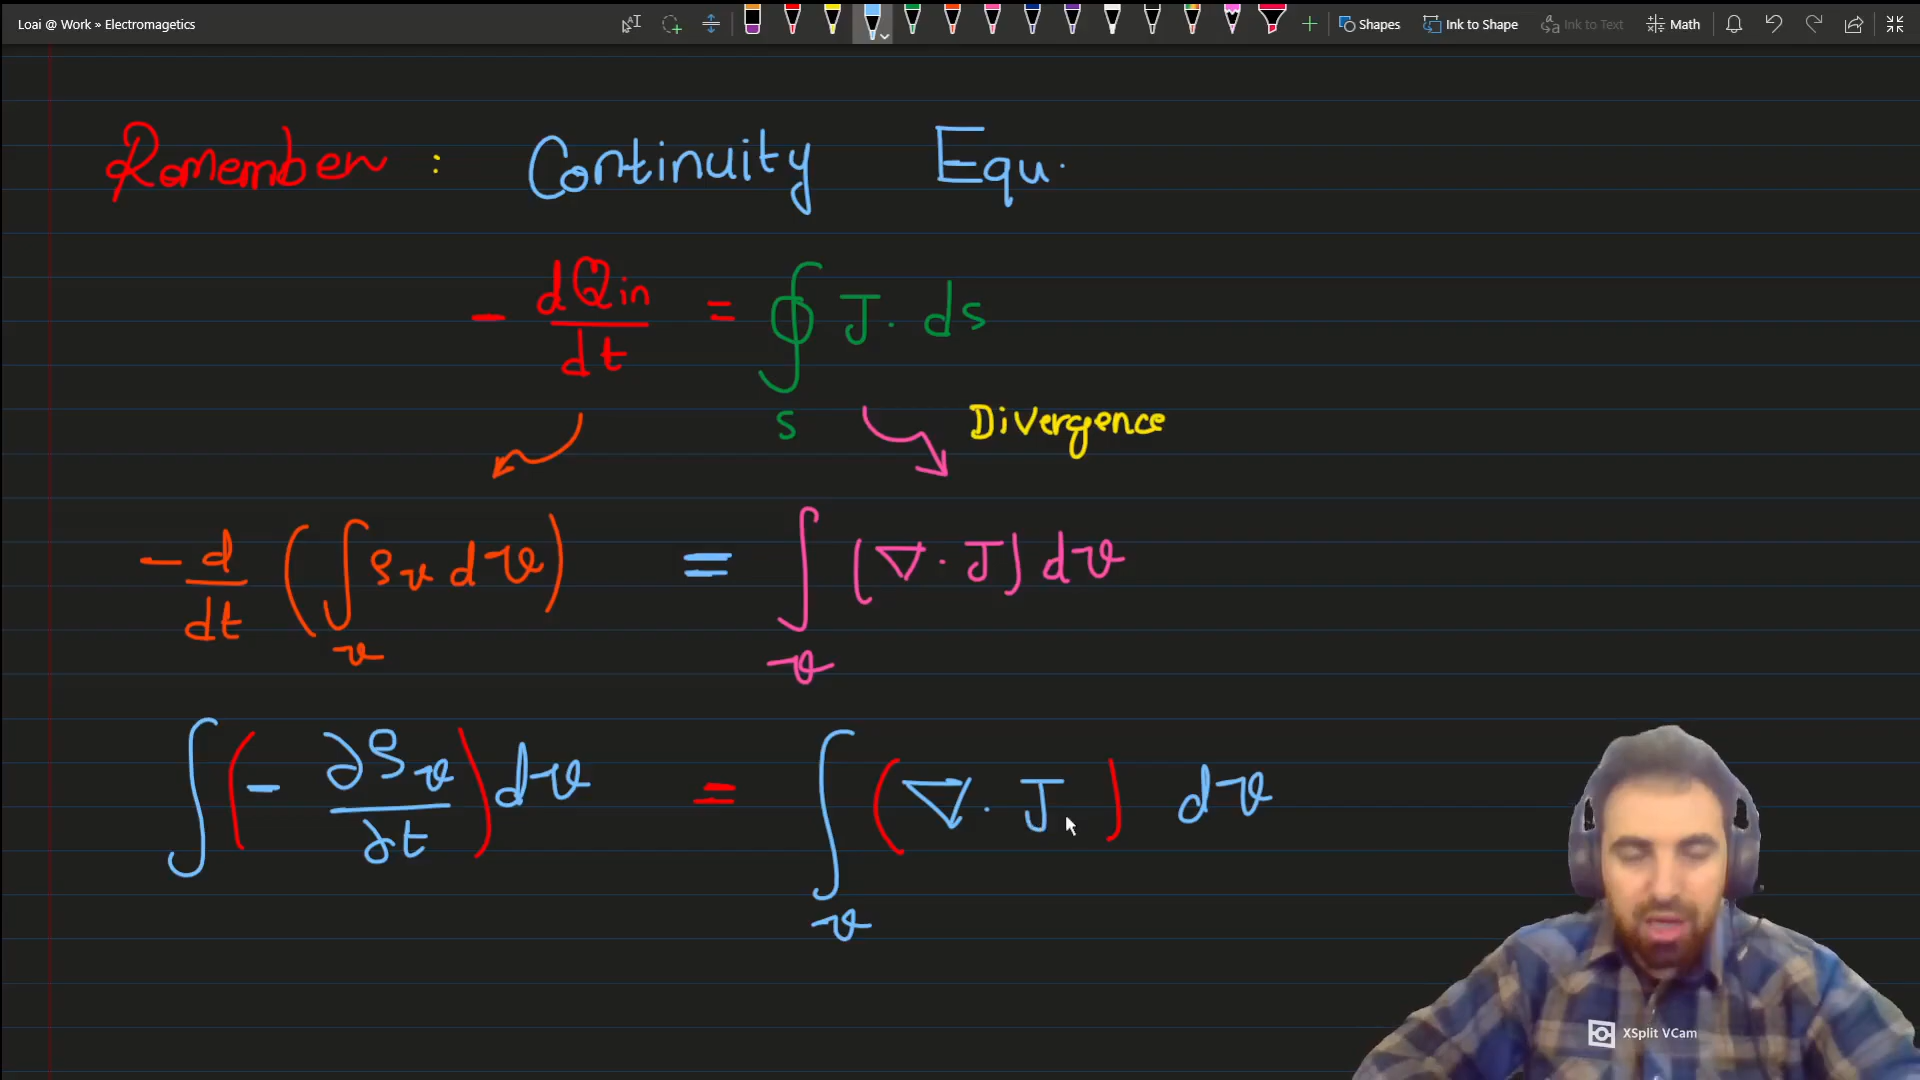 Loai @ Work » Electromagetics
Shapes Ink to Shape Ink to Text Math
Remember : Continuity Equ.
- dQin/dt = ∮s J. ds
Divergence
- d/dt (∫v ρv dv) = ∫v (∇ · J) dv
∫ (- ∂ρv/∂t) dv = ∫v (∇ · J) dv
XSplit VCam